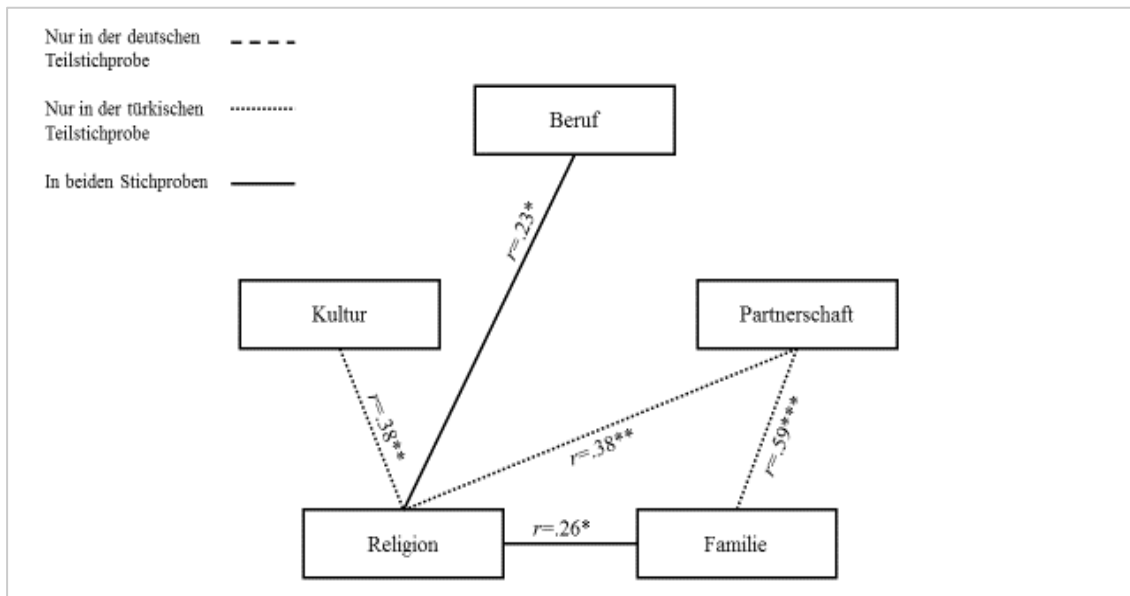 Nur in der deutschen
Teilstichprobe
Nur in der türkischen
Teilstichprobe
In beiden Stichproben
Beruf
r=.23*
Kultur
Partnerschaft
r=.38**
r=.38**
r=.59***
Religion
r=.26*
Familie